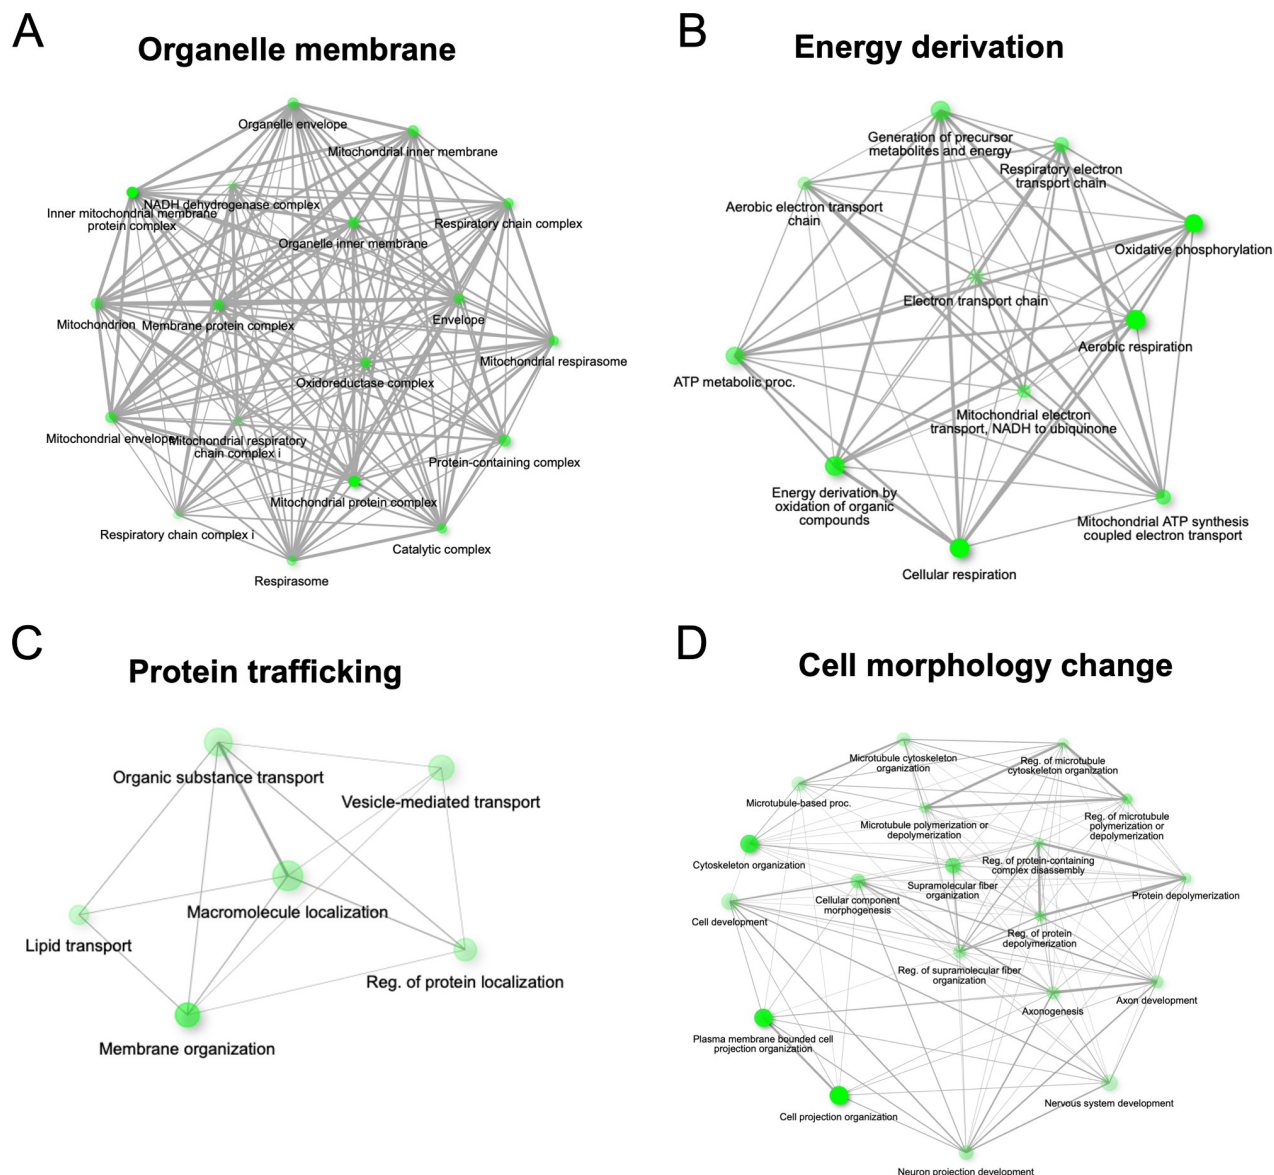 A
Organelle membrane
Organelle envelope
Mitochondrial inner membrane
NADH dehydrogenase complex
Inner mitochondrial membrane
protein complex
Respiratory chain complex
Organelle inner membrane
Mitochondrion
Membrane protein complex
Envelope
Mitochondrial respirasome
Oxidoreductase complex
Mitochondrial envelope
Mitochondrial respiratory
chain complex i
Protein-containing complex
Mitochondrial protein complex
Respiratory chain complex i
Catalytic complex
Respirasome
B
Energy derivation
Generation of precursor
metabolites and energy
Respiratory electron
transport chain
Aerobic electron transport
chain
Oxidative phosphorylation
Electron transport chain
Aerobic respiration
ATP metabolic proc.
Mitochondrial electron
transport, NADH to ubiquinone
Energy derivation by
oxidation of organic
compounds
Mitochondrial ATP synthesis
coupled electron transport
Cellular respiration
C
Protein trafficking
Organic substance transport
Vesicle-mediated transport
Macromolecule localization
Lipid transport
Reg. of protein localization
Membrane organization
D
Cell morphology change
Microtubule cytoskeleton
organization
Reg. of microtubule
cytoskeleton organization
Microtubule-based proc.
Microtubule polymerization or
depolymerization
Reg. of microtubule
polymerization or
depolymerization
Cytoskeleton organization
Reg. of protein-containing
complex disassembly
Supramolecular fiber
organization
Protein depolymerization
Cellular component
morphogenesis
Cell development
Reg. of protein
depolymerization
Reg. of supramolecular fiber
organization
Axon development
Axonogenesis
Plasma membrane bounded cell
projection organization
Nervous system development
Cell projection organization
Neuron projection development